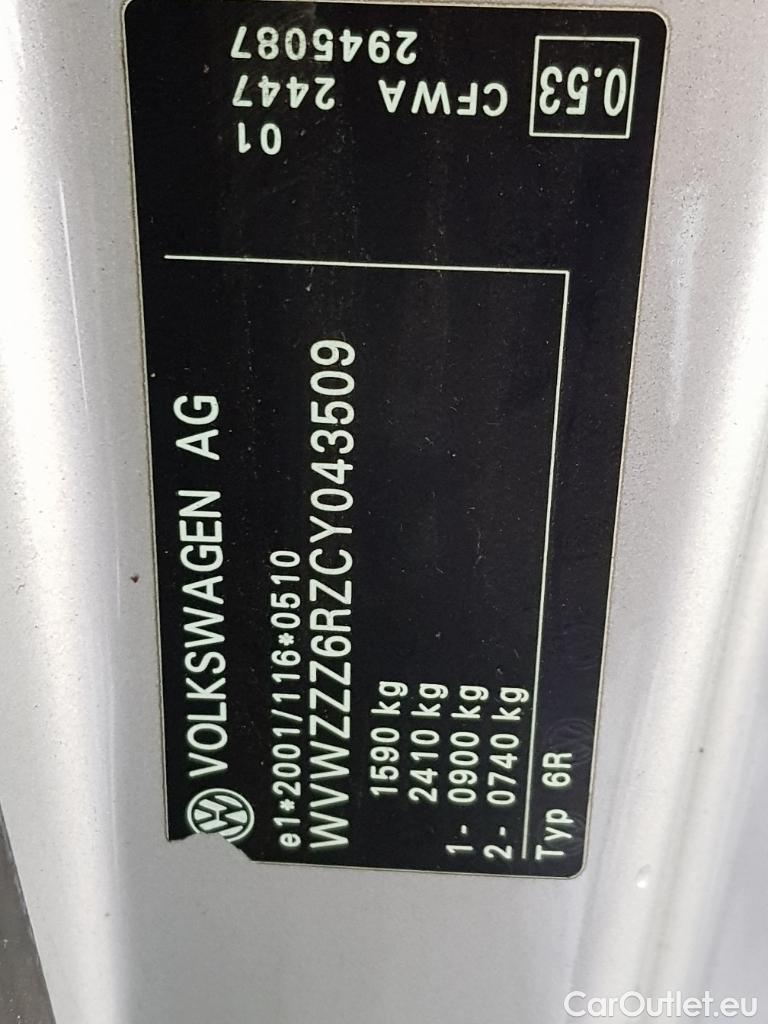 VOLKSWAGEN AG
e1*2001/116*0510
WVWZZZ6RZCY043509
1590 kg
2410 kg
1- 0900 kg
2- 0740 kg
Typ 6R
0.53 CFWA 2447 2945087
01
CarOutlet.eu